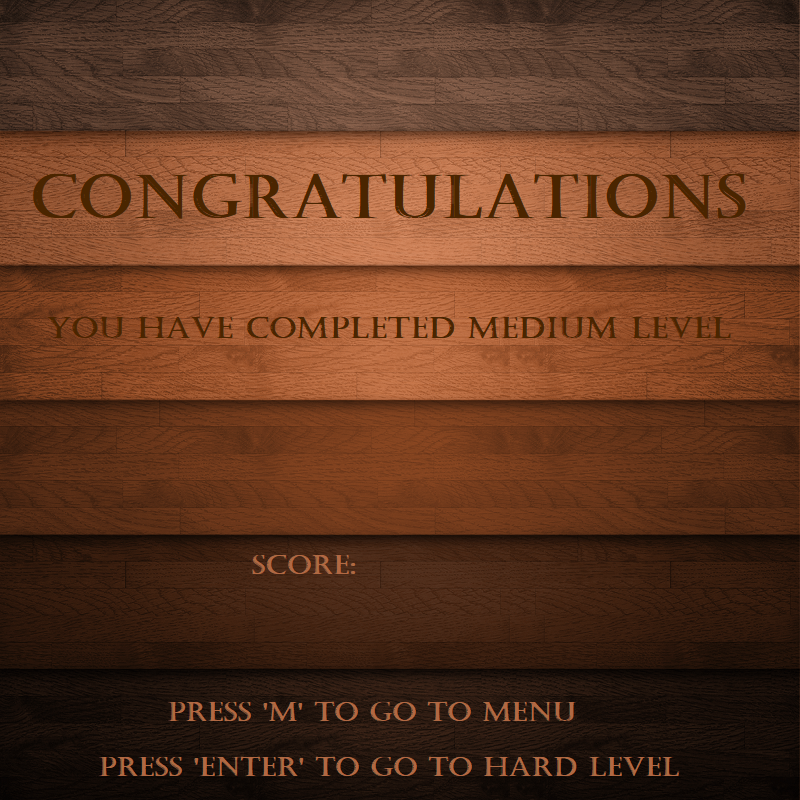 CONGRATULATIONS
YOU HAVE COMPLETED MEDIUM LEVEL
SCORE:
PRESS 'M' TO GO TO MENU
PRESS 'ENTER' TO GO TO HARD LEVEL